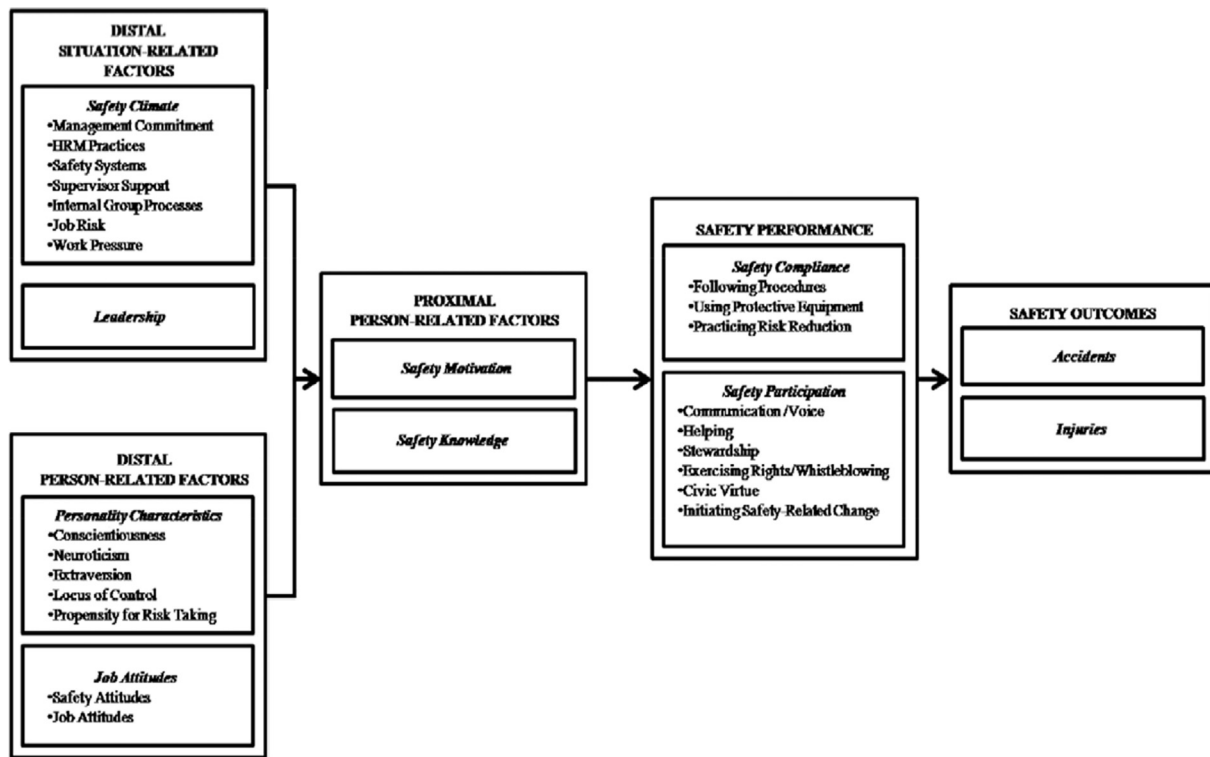 DISTAL
SITUATION-RELATED
FACTORS
Safety Climate
•Management Commitment
•HRM Practices
•Safety Systems
•Supervisor Support
•Internal Group Processes
•Job Risk
•Work Pressure
Leadership
DISTAL
PERSON-RELATED FACTORS
Personality Characteristics
•Conscientiousness
•Neuroticism
•Extraversion
•Locus of Control
•Propensity for Risk Taking
Job Attitudes
•Safety Attitudes
•Job Attitudes
PROXIMAL
PERSON-RELATED FACTORS
Safety Motivation
Safety Knowledge
SAFETY PERFORMANCE
Safety Compliance
•Following Procedures
•Using Protective Equipment
•Practicing Risk Reduction
Safety Participation
•Communication /Voice
•Helping
•Stewardship
•Exercising Rights/Whistleblowing
•Civic Virtue
•Initiating Safety-Related Change
SAFETY OUTCOMES
Accidents
Injuries